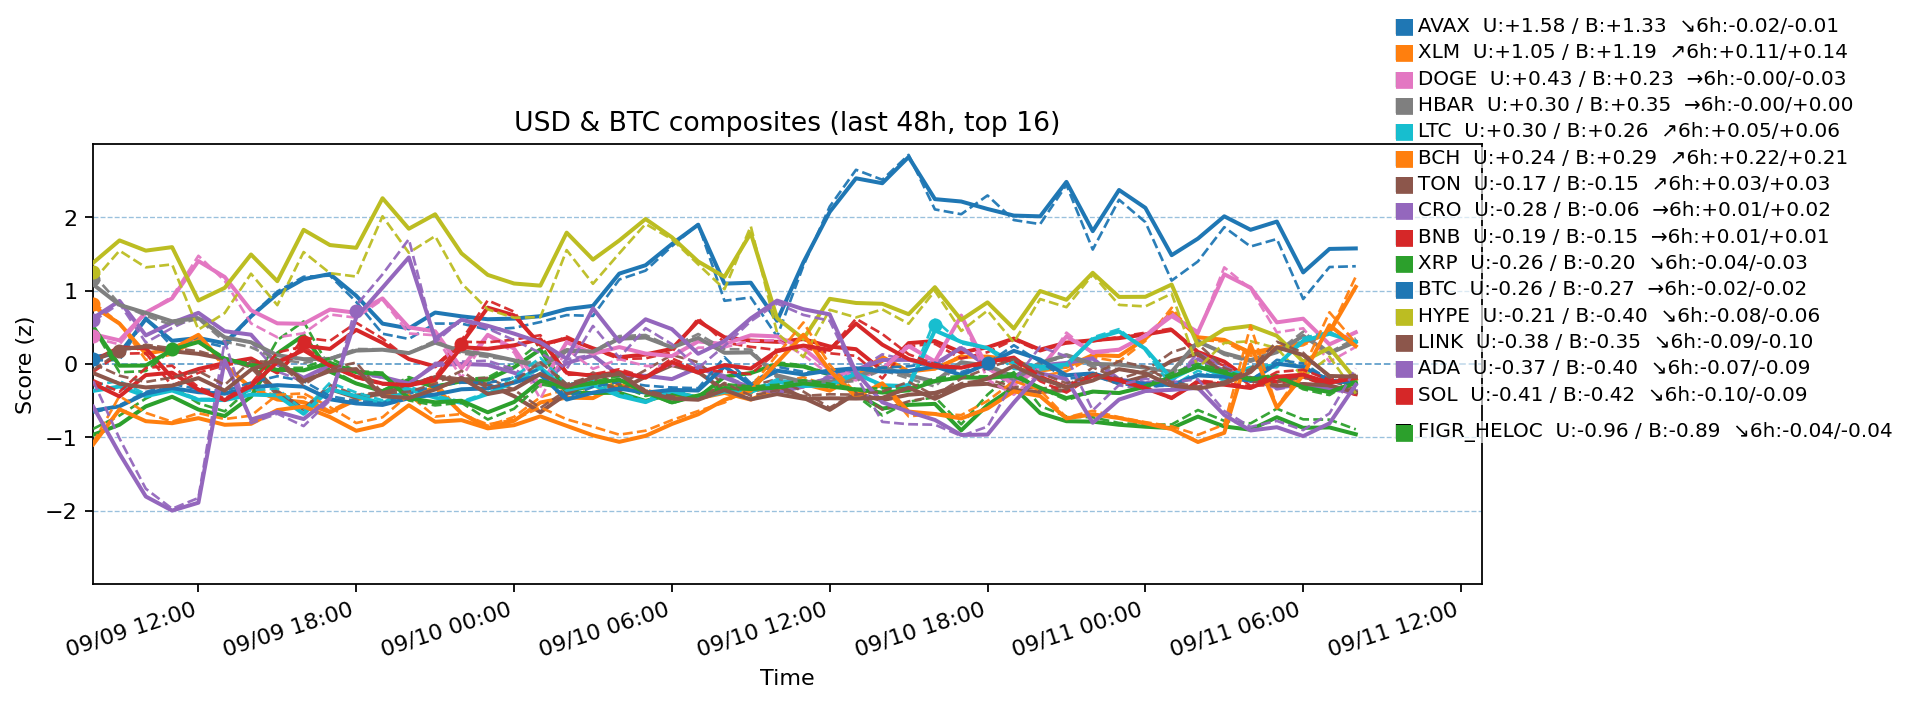 AVAX U:+1.58 / B:+1.33 ↘6h:-0.02/-0.01
XLM U:+1.05 / B:+1.19 ↗6h:+0.11/+0.14
DOGE U:+0.43 / B:+0.23 →6h:-0.00/-0.03
HBAR U:+0.30 / B:+0.35 →6h:-0.00/+0.00
LTC U:+0.30 / B:+0.26 ↗6h:+0.05/+0.06
BCH U:+0.24 / B:+0.29 ↗6h:+0.22/+0.21
TON U:-0.17 / B:-0.15 ↗6h:+0.03/+0.03
CRO U:-0.28 / B:-0.06 →6h:+0.01/+0.02
BNB U:-0.19 / B:-0.15 →6h:+0.01/+0.01
XRP U:-0.26 / B:-0.20 ↘6h:-0.04/-0.03
BTC U:-0.26 / B:-0.27 →6h:-0.02/-0.02
HYPE U:-0.21 / B:-0.40 ↘6h:-0.08/-0.06
LINK U:-0.38 / B:-0.35 ↘6h:-0.09/-0.10
ADA U:-0.37 / B:-0.40 ↘6h:-0.07/-0.09
SOL U:-0.41 / B:-0.42 ↘6h:-0.10/-0.09
FIGR_HELOC U:-0.96 / B:-0.89 ↘6h:-0.04/-0.04
USD & BTC composites (last 48h, top 16)
Score (z)
2
1
0
−1
−2
09/09 12:00
09/09 18:00
09/10 00:00
09/10 06:00
09/10 12:00
09/10 18:00
09/11 00:00
09/11 06:00
09/11 12:00
Time